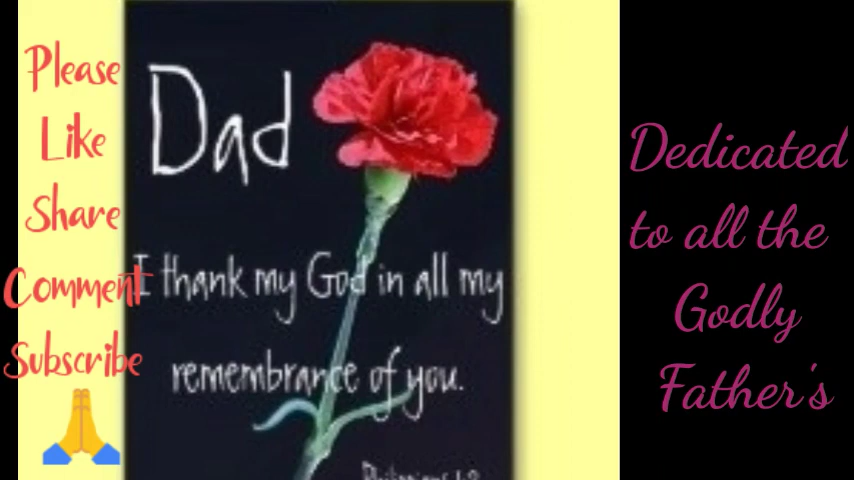 Please
Like
Share
Comment
Subscribe
Dad
I thank my God in all my
remembrance of you.
Dedicated
to all the
Godly
Father's